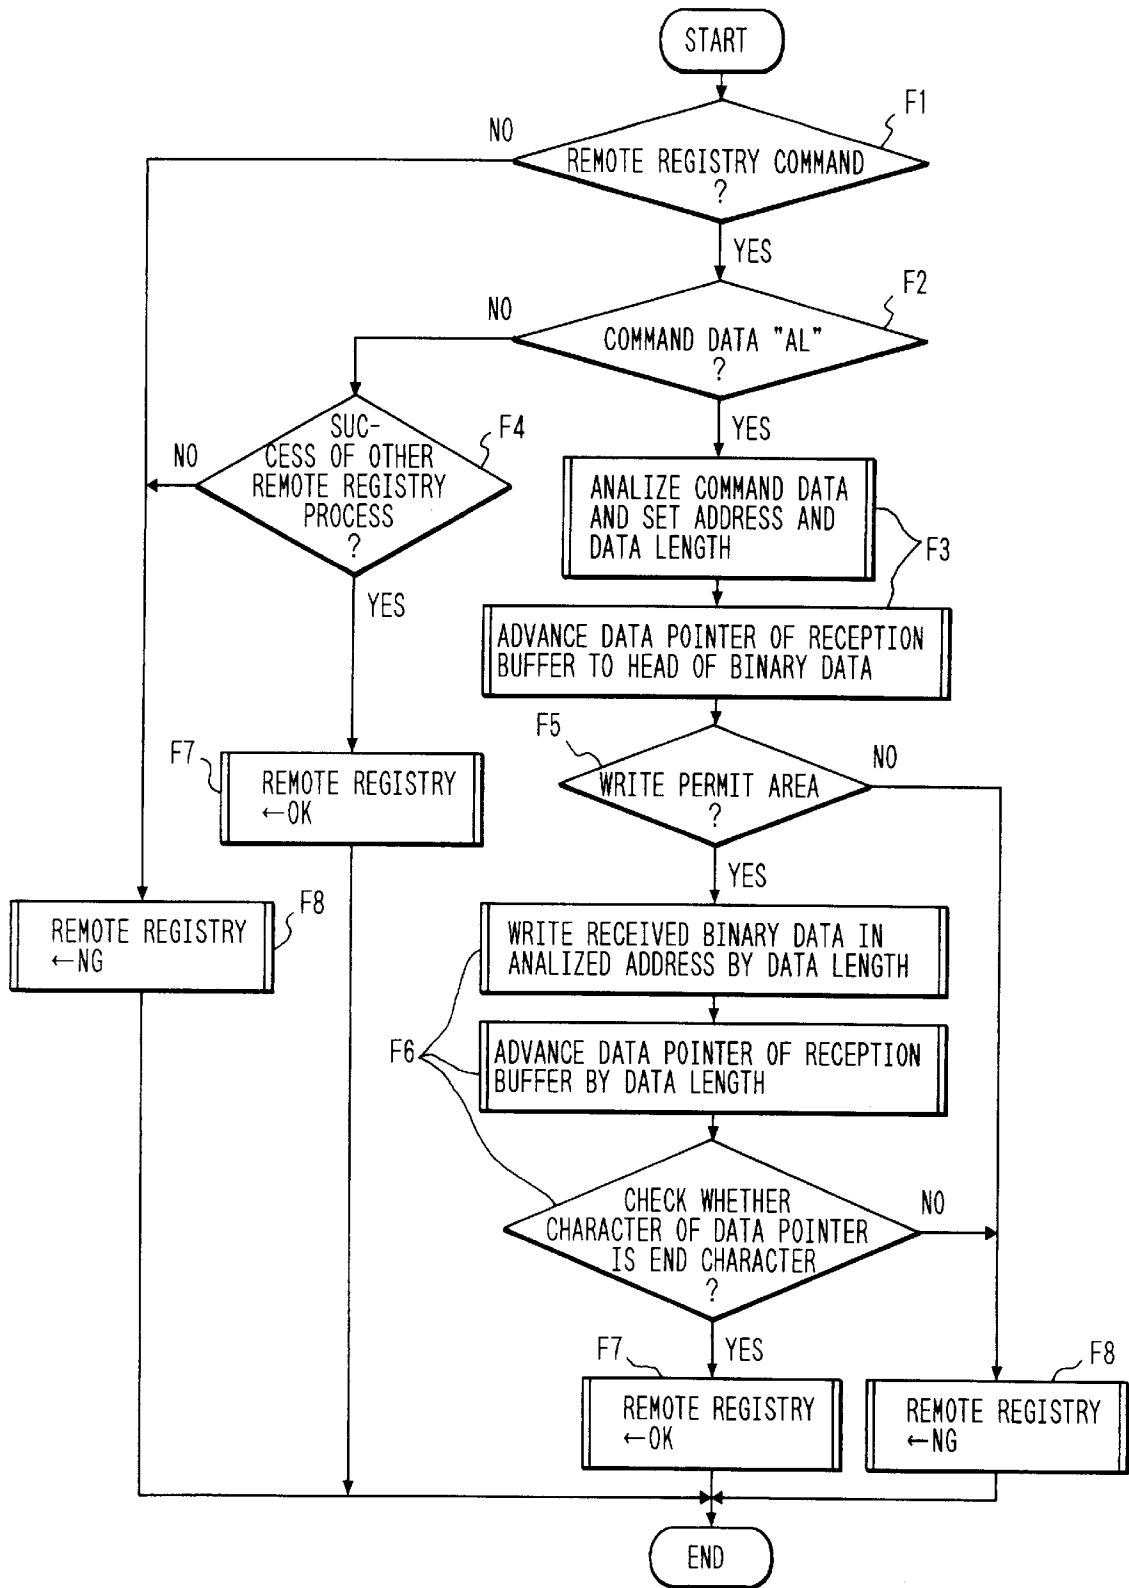 START
F1
NO
REMOTE REGISTRY COMMAND
?
YES
F2
NO
COMMAND DATA "AL"
?
YES
F4
NO
SUC-
CESS OF OTHER
REMOTE REGISTRY
PROCESS
?
YES
ANALIZE COMMAND DATA
AND SET ADDRESS AND
DATA LENGTH
F3
ADVANCE DATA POINTER OF RECEPTION
BUFFER TO HEAD OF BINARY DATA
F5
NO
WRITE PERMIT AREA
?
YES
F7
REMOTE REGISTRY
←OK
F8
REMOTE REGISTRY
←NG
WRITE RECEIVED BINARY DATA IN
ANALIZED ADDRESS BY DATA LENGTH
F6
ADVANCE DATA POINTER OF RECEPTION
BUFFER BY DATA LENGTH
CHECK WHETHER
CHARACTER OF DATA POINTER
IS END CHARACTER
?
NO
YES
F7
REMOTE REGISTRY
←OK
F8
REMOTE REGISTRY
←NG
END